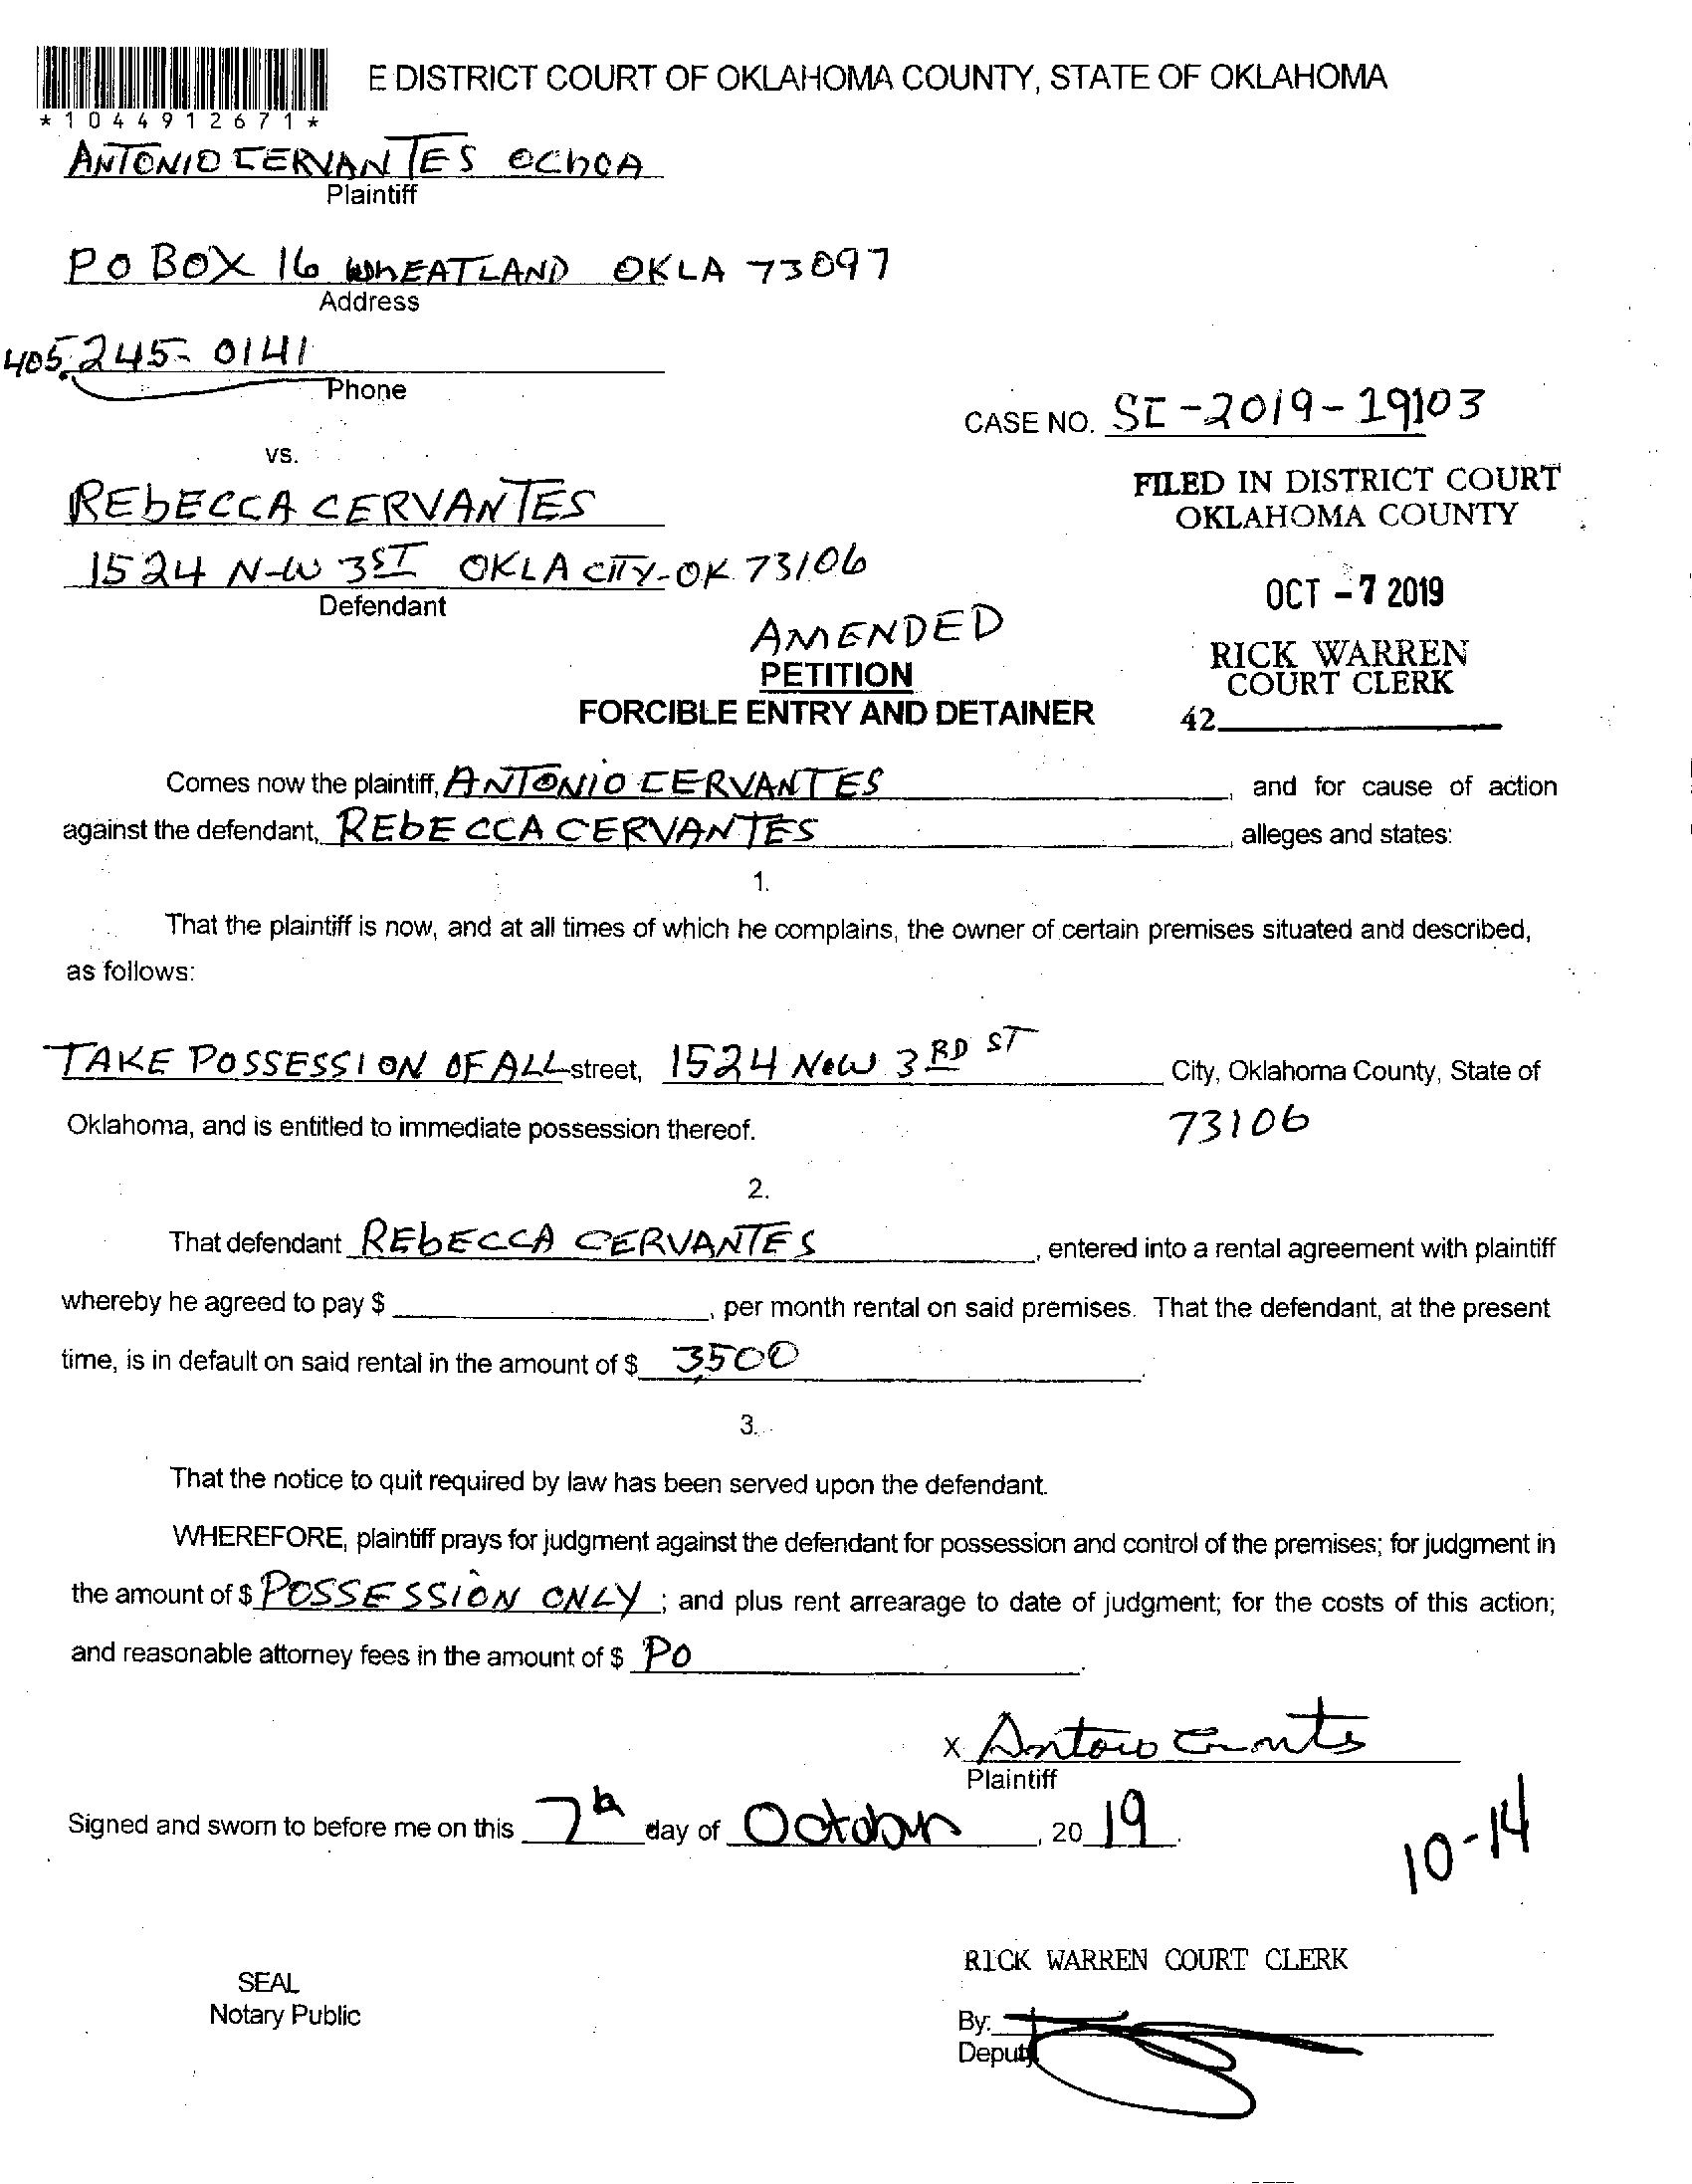 E DISTRICT COURT OF OKLAHOMA COUNTY, STATE OF OKLAHOMA
*1044912671*
ANTONIO CERVANTES OchOA
Plaintiff
PO BOX 16 WhEATLAND OKLA 73097
Address
405 245-0141
Phone
CASE NO. SC-2019-19103
vs.
FILED IN DISTRICT COURT
OKLAHOMA COUNTY
REbECCA CERVANTES
1524 N-W 3ST OKLA CITY-OK 73106
Defendant
OCT -7 2019
AMENDED
PETITION
FORCIBLE ENTRY AND DETAINER
RICK WARREN
COURT CLERK
42
Comes now the plaintiff, ANTONIO CERVANTES, and for cause of action
against the defendant, REbECCA CERVANTES, alleges and states:
1.
That the plaintiff is now, and at all times of which he complains, the owner of certain premises situated and described,
as follows:
TAKE POSSESSION OF ALL street, 1524 N.W 3RD ST City, Oklahoma County, State of
Oklahoma, and is entitled to immediate possession thereof. 73106
2.
That defendant REbECCA CERVANTES, entered into a rental agreement with plaintiff
whereby he agreed to pay $, per month rental on said premises. That the defendant, at the present
time, is in default on said rental in the amount of $ 3,500.
3.
That the notice to quit required by law has been served upon the defendant.
WHEREFORE, plaintiff prays for judgment against the defendant for possession and control of the premises; for judgment in
the amount of $ POSSESSION ONLY; and plus rent arrearage to date of judgment; for the costs of this action;
and reasonable attorney fees in the amount of $ PO.
X Antonio Cervantes
Plaintiff
Signed and sworn to before me on this 7th day of October, 2019.
10-14
RICK WARREN COURT CLERK
SEAL
Notary Public
By:
Deputy